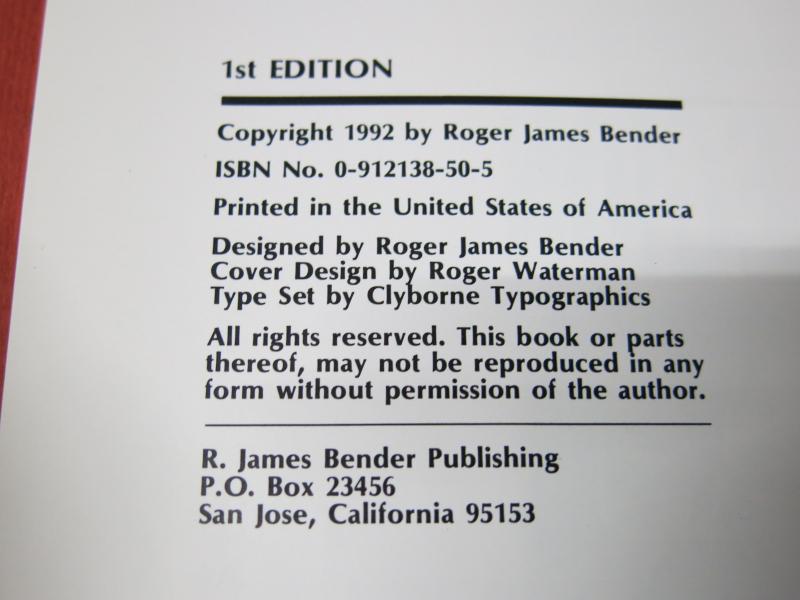 1st EDITION
Copyright 1992 by Roger James Bender
ISBN No. 0-912138-50-5
Printed in the United States of America
Designed by Roger James Bender
Cover Design by Roger Waterman
Type Set by Clyborne Typographics
All rights reserved. This book or parts
thereof, may not be reproduced in any
form without permission of the author.
R. James Bender Publishing
P.O. Box 23456
San Jose, California 95153